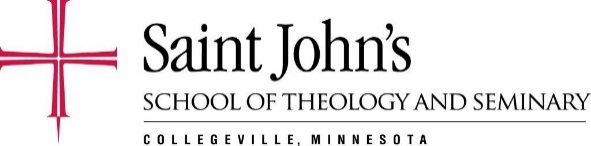 Saint John's
SCHOOL OF THEOLOGY AND SEMINARY
COLLEGEVILLE, MINNESOTA